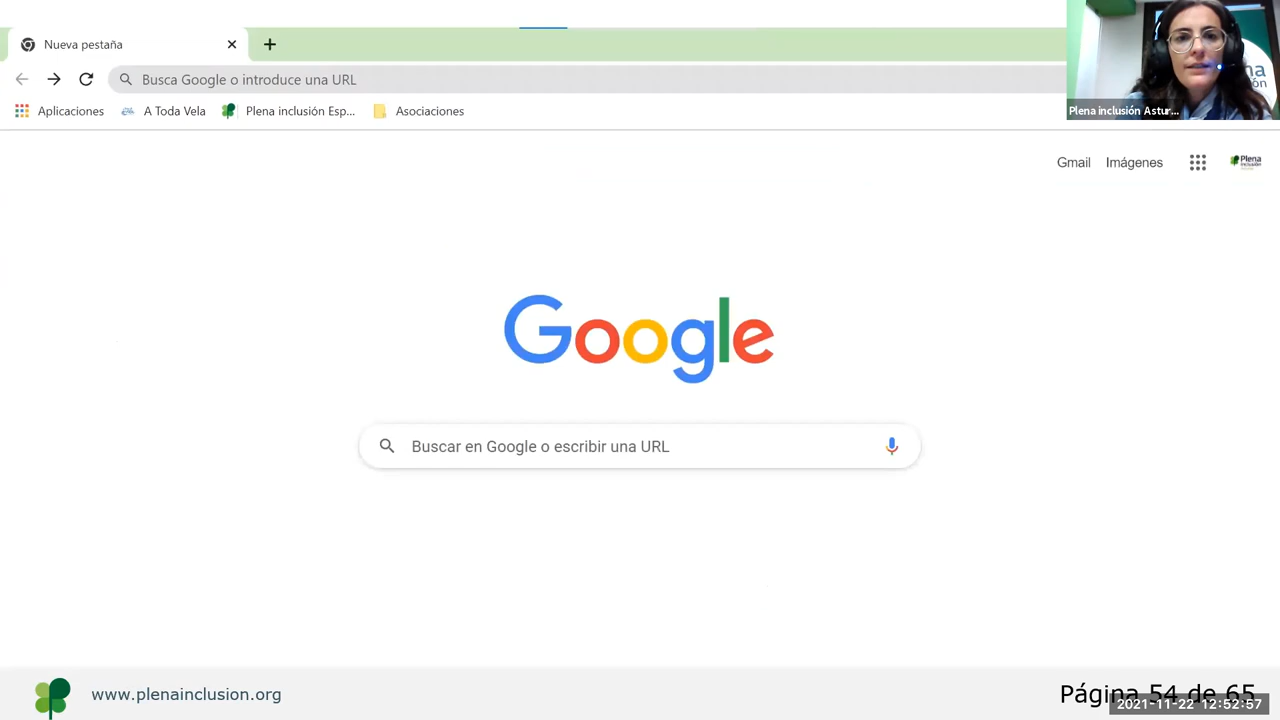 Nueva pestaña
Busca Google o introduce una URL
Aplicaciones
A Toda Vela
Plena inclusión Esp...
Asociaciones
Plena inclusión Astur...
Gmail
Imágenes
Plena
inclusión
Google
Buscar en Google o escribir una URL
www.plenainclusion.org
Página 54 de 65
2021-11-22 12:52:57